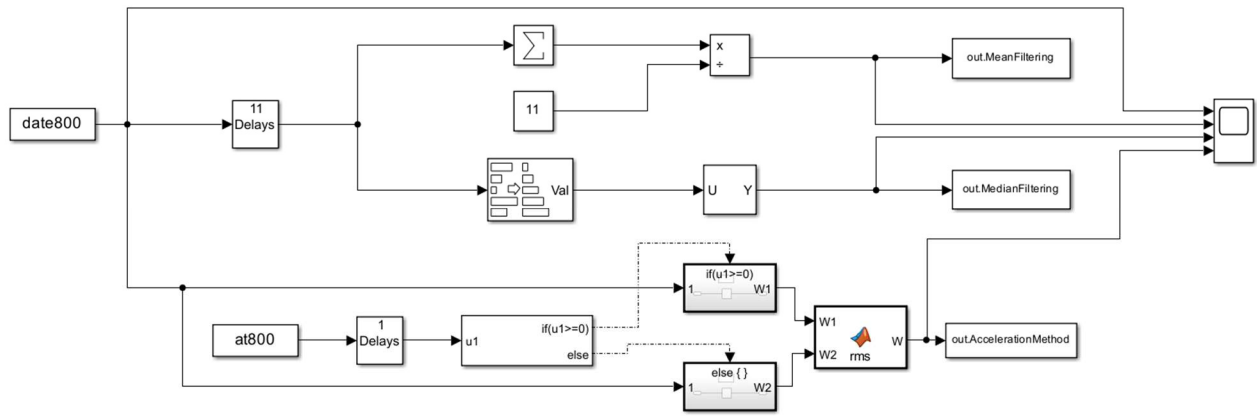 date800
11
Delays
11
x
÷
out.MeanFiltering
Val
U Y
out.MedianFiltering
at800
1
Delays
u1
if(u1>=0)
else
if(u1>=0)
1 W1
else { }
1 W2
W1
W2
W
rms
out.AccelerationMethod